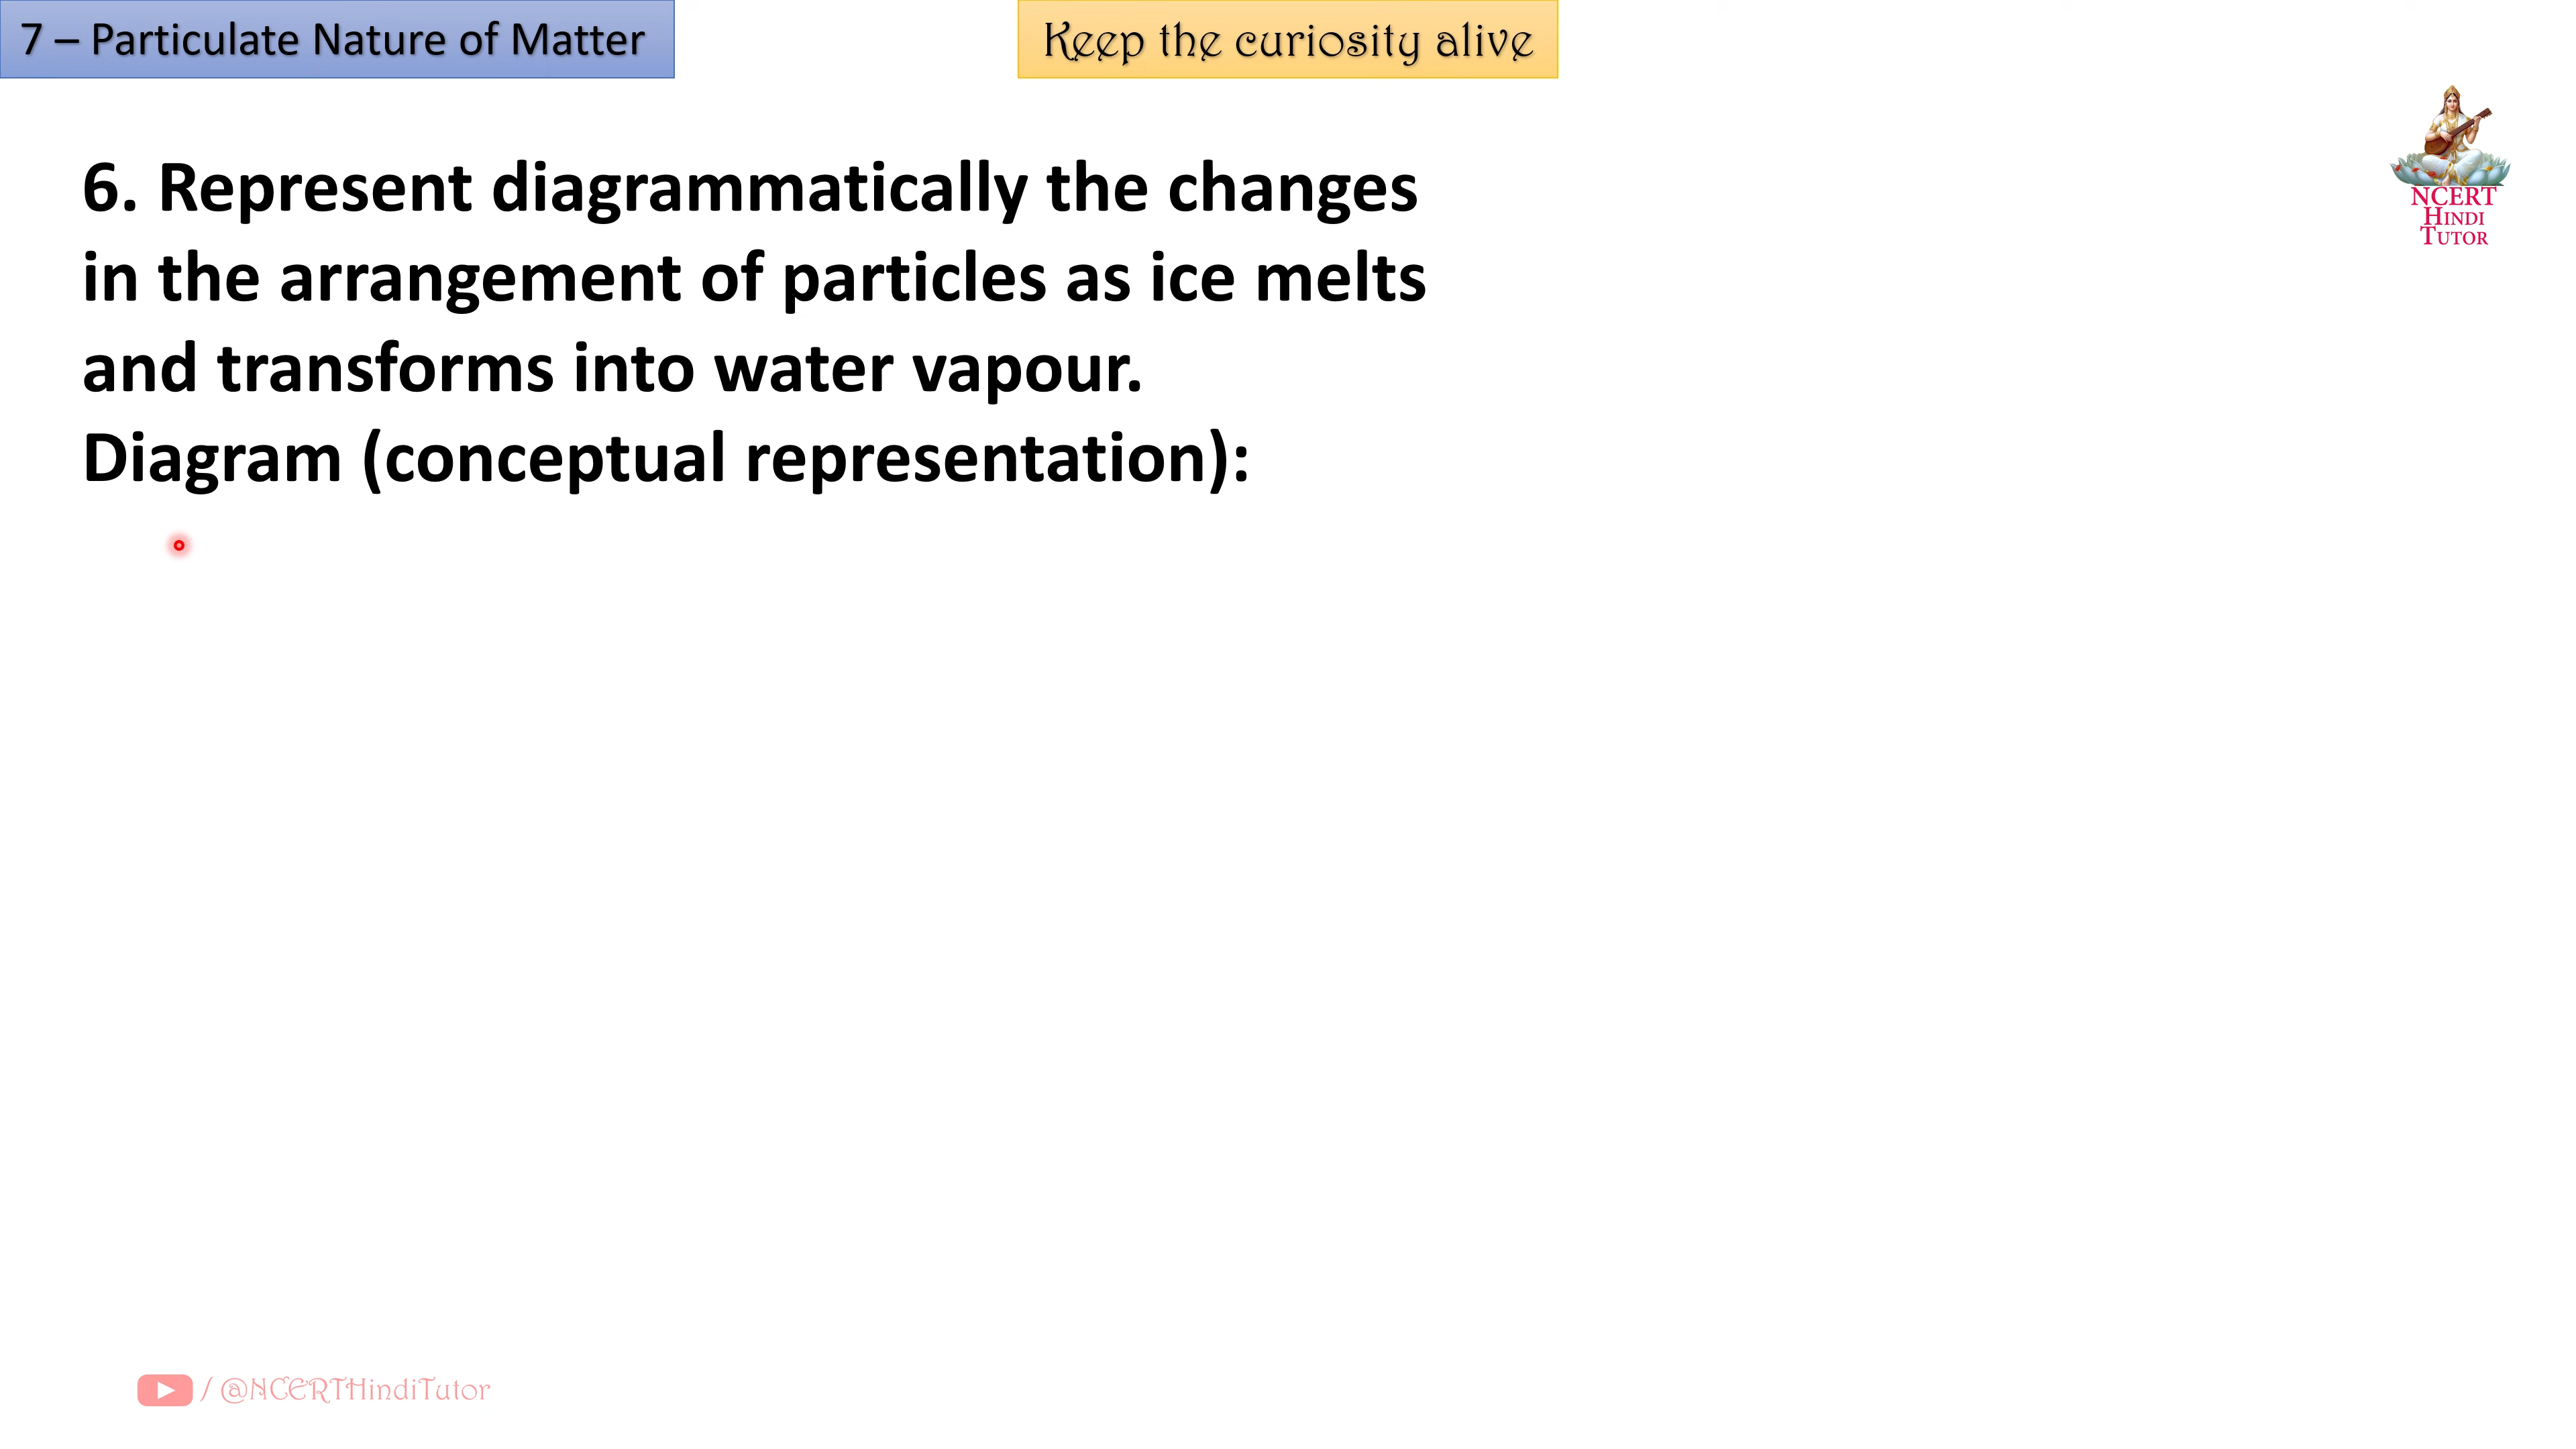 7 – Particulate Nature of Matter
Keep the curiosity alive
6. Represent diagrammatically the changes
in the arrangement of particles as ice melts
and transforms into water vapour.
Diagram (conceptual representation):
NCERT
HINDI
TUTOR
/ @NCERTHindiTutor